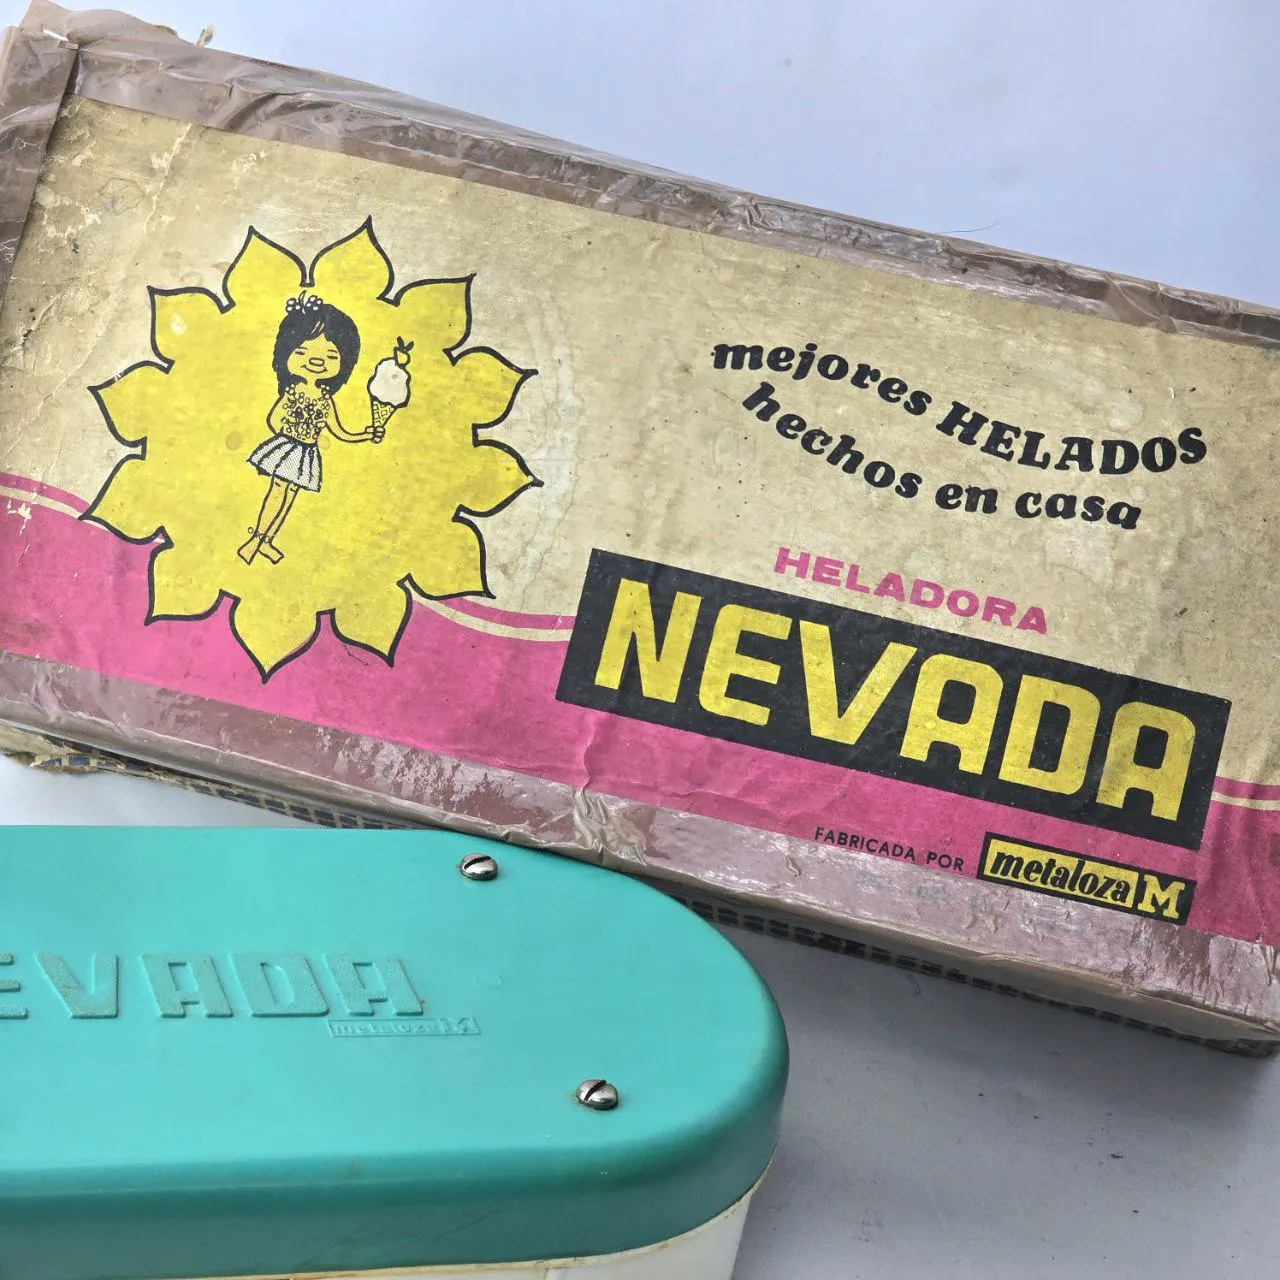 mejores HELADOS
hechos en casa
HELADORA
NEVADA
FABRICADA POR metaloza M
EVADA
metaloza M